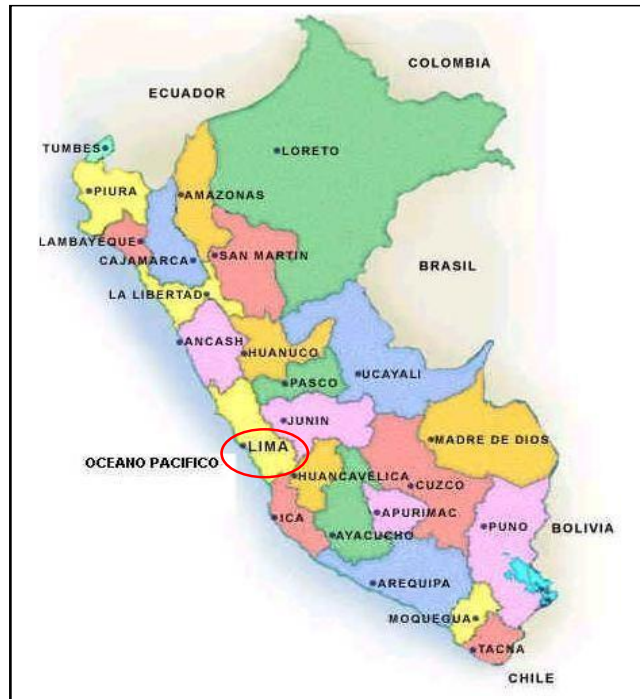 COLOMBIA
ECUADOR
TUMBES
LORETO
PIURA
AMAZONAS
LAMBAYEQUE
CAJAMARCA
SAN MARTIN
BRASIL
LA LIBERTAD
ANCASH
HUANUCO
UCAYALI
PASCO
JUNIN
MADRE DE DIOS
LIMA
OCEANO PACIFICO
HUANCAVELICA
CUZCO
ICA
APURIMAC
PUNO
BOLIVIA
AYACUCHO
AREQUIPA
MOQUEGUA
TACNA
CHILE